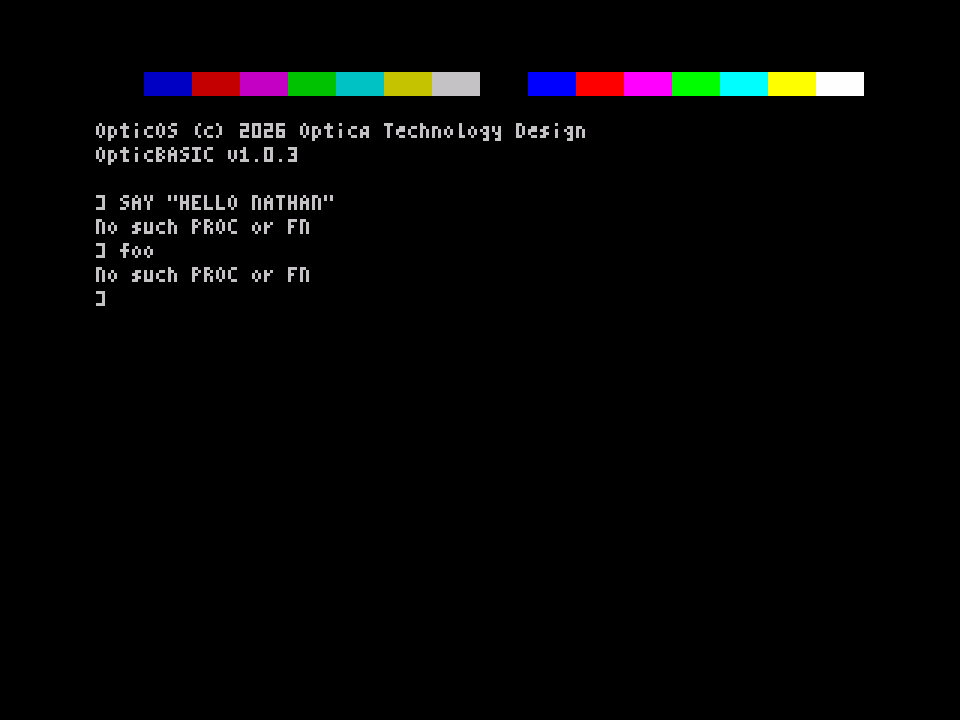 OpticOS (c) 2026 Optica Technology Design
OpticBASIC v1.0.3
] SAY "HELLO NATHAN"
No such PROC or FN
] foo
No such PROC or FN
]